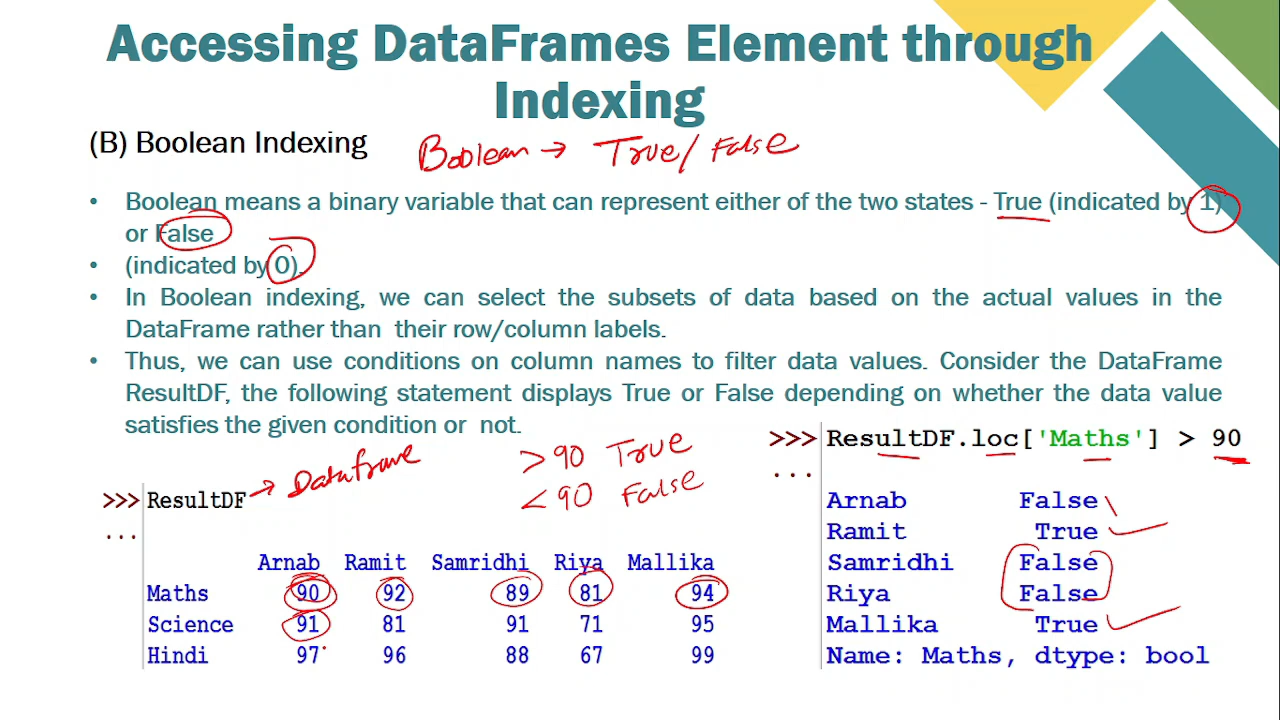 Accessing DataFrames Element through
Indexing
(B) Boolean Indexing
Boolean → True/False
• Boolean means a binary variable that can represent either of the two states - True (indicated by 1)
or False
• (indicated by 0).
• In Boolean indexing, we can select the subsets of data based on the actual values in the
DataFrame rather than their row/column labels.
• Thus, we can use conditions on column names to filter data values. Consider the DataFrame
ResultDF, the following statement displays True or False depending on whether the data value
satisfies the given condition or not.
>90 True
<90 False
→ Dataframe
>>> ResultDF
...
Arnab Ramit Samridhi Riya Mallika
Maths 90 92 89 81 94
Science 91 81 91 71 95
Hindi 97 96 88 67 99
>>> ResultDF.loc['Maths'] > 90
...
Arnab False
Ramit True
Samridhi False
Riya False
Mallika True
Name: Maths, dtype: bool